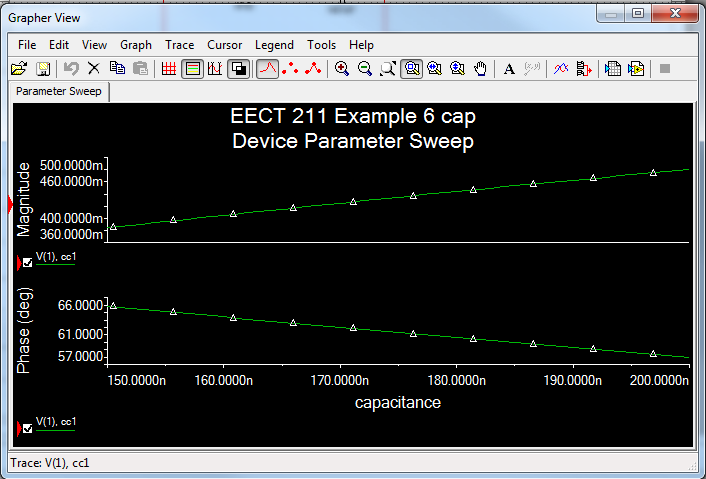 Grapher View
File Edit View Graph Trace Cursor Legend Tools Help
A
Parameter Sweep
EECT 211 Example 6 cap
Device Parameter Sweep
Magnitude
500.0000m
460.0000m
400.0000m
360.0000m
V(1), cc1
Phase (deg)
66.0000
61.0000
57.0000
150.0000n 160.0000n 170.0000n 180.0000n 190.0000n 200.0000n
capacitance
V(1), cc1
Trace: V(1), cc1